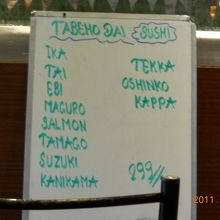 TABEHO DAI SUSHI
IKA
TAI
EBI
MAGURO
SALMON
TAMAGO
SUZUKI
KANIKAMA
TEKKA
OSHINKO
KAPPA
299//
2011.